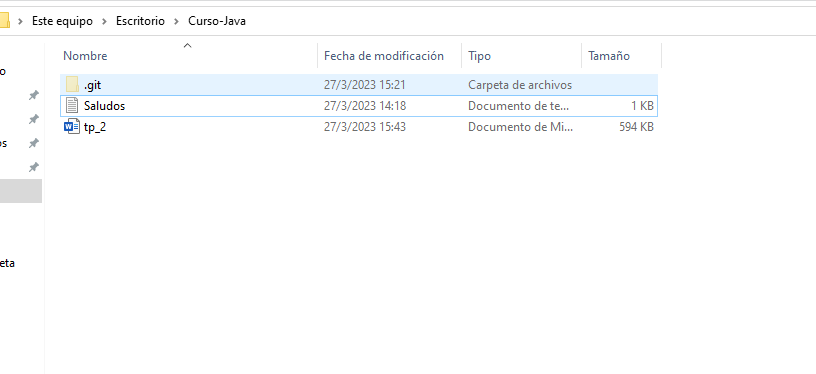 Este equipo > Escritorio > Curso-Java
Nombre Fecha de modificación Tipo Tamaño
.git 27/3/2023 15:21 Carpeta de archivos
Saludos 27/3/2023 14:18 Documento de te... 1 KB
tp_2 27/3/2023 15:43 Documento de Mi... 594 KB
o
os
eta